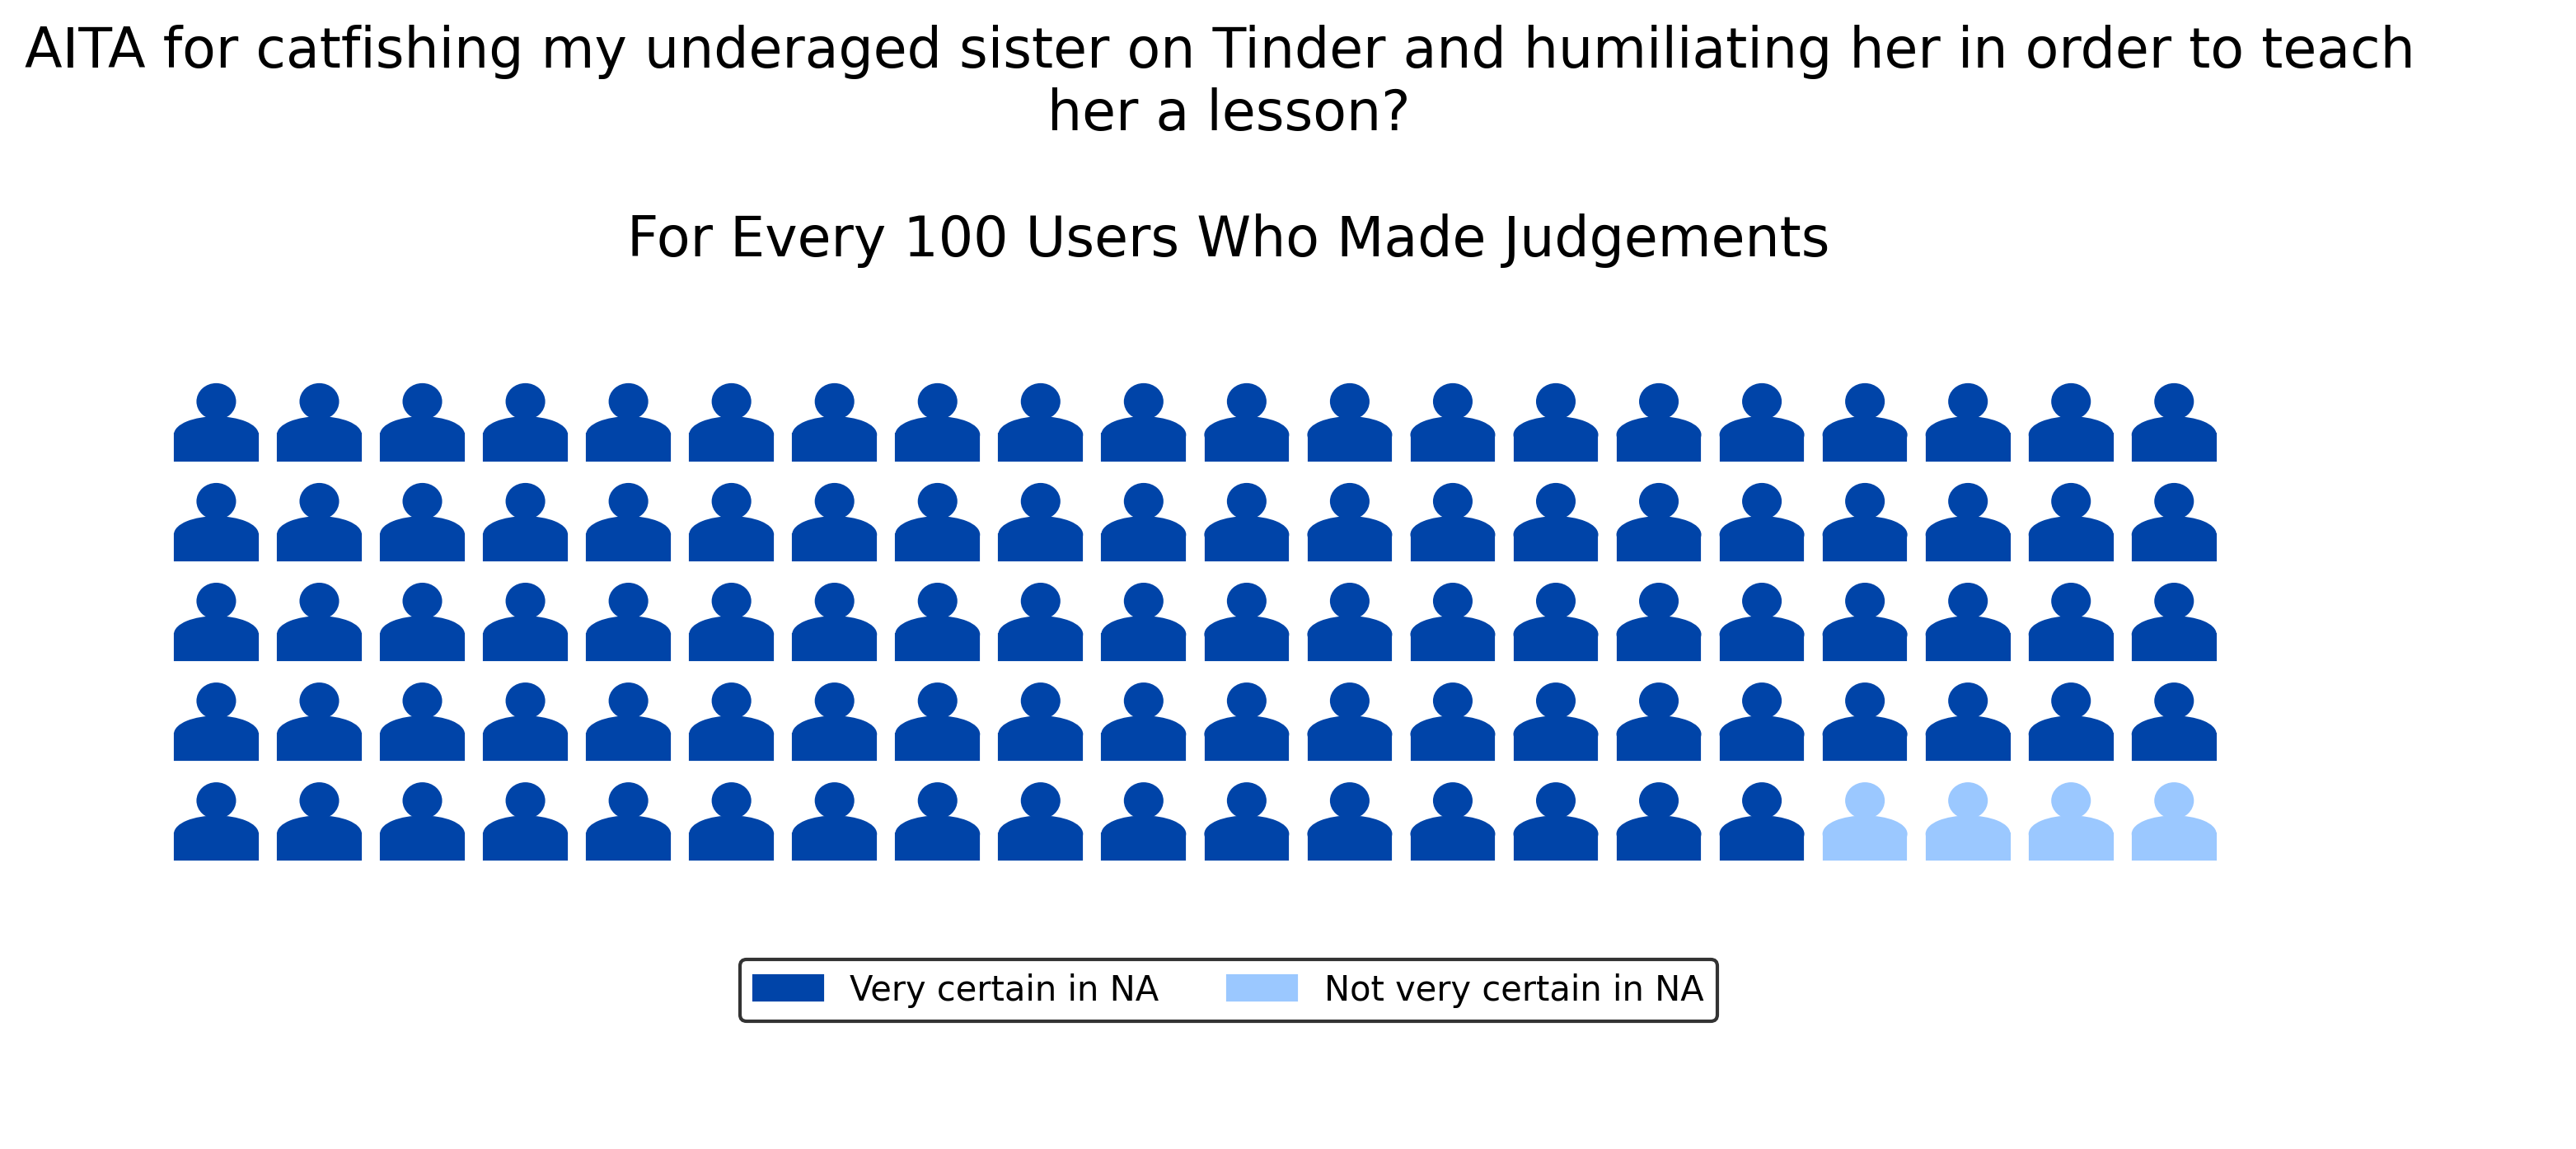 AITA for catfishing my underaged sister on Tinder and humiliating her in order to teach
her a lesson?
For Every 100 Users Who Made Judgements
Very certain in NA
Not very certain in NA